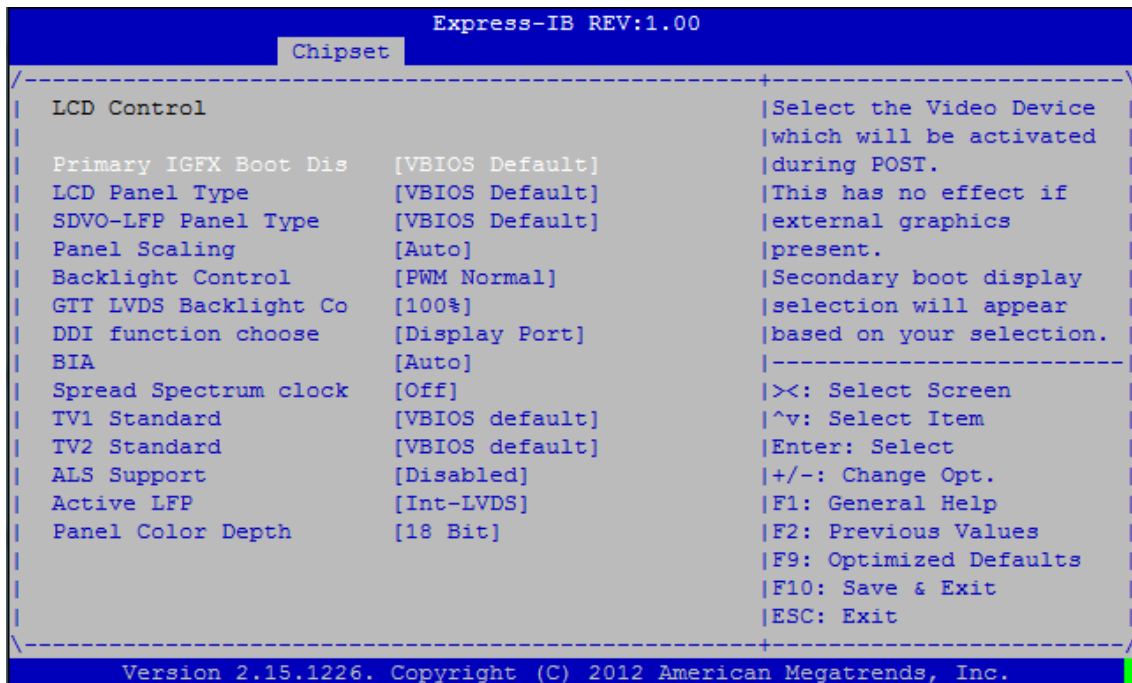 Express-IB REV:1.00
Chipset
/----------------------------------------------------+--------------------------\
| LCD Control |Select the Video Device |
| |which will be activated |
| Primary IGFX Boot Dis [VBIOS Default] |during POST. |
| LCD Panel Type [VBIOS Default] |This has no effect if |
| SDVO-LFP Panel Type [VBIOS Default] |external graphics |
| Panel Scaling [Auto] |present. |
| Backlight Control [PWM Normal] |Secondary boot display |
| GTT LVDS Backlight Co [100%] |selection will appear |
| DDI function choose [Display Port] |based on your selection. |
| BIA [Auto] |-------------------------|
| Spread Spectrum clock [Off] |><: Select Screen |
| TV1 Standard [VBIOS default] |^v: Select Item |
| TV2 Standard [VBIOS default] |Enter: Select |
| ALS Support [Disabled] |+/-: Change Opt. |
| Active LFP [Int-LVDS] |F1: General Help |
| Panel Color Depth [18 Bit] |F2: Previous Values |
| |F9: Optimized Defaults |
| |F10: Save & Exit |
| |ESC: Exit |
\----------------------------------------------------+--------------------------/
Version 2.15.1226. Copyright (C) 2012 American Megatrends, Inc.